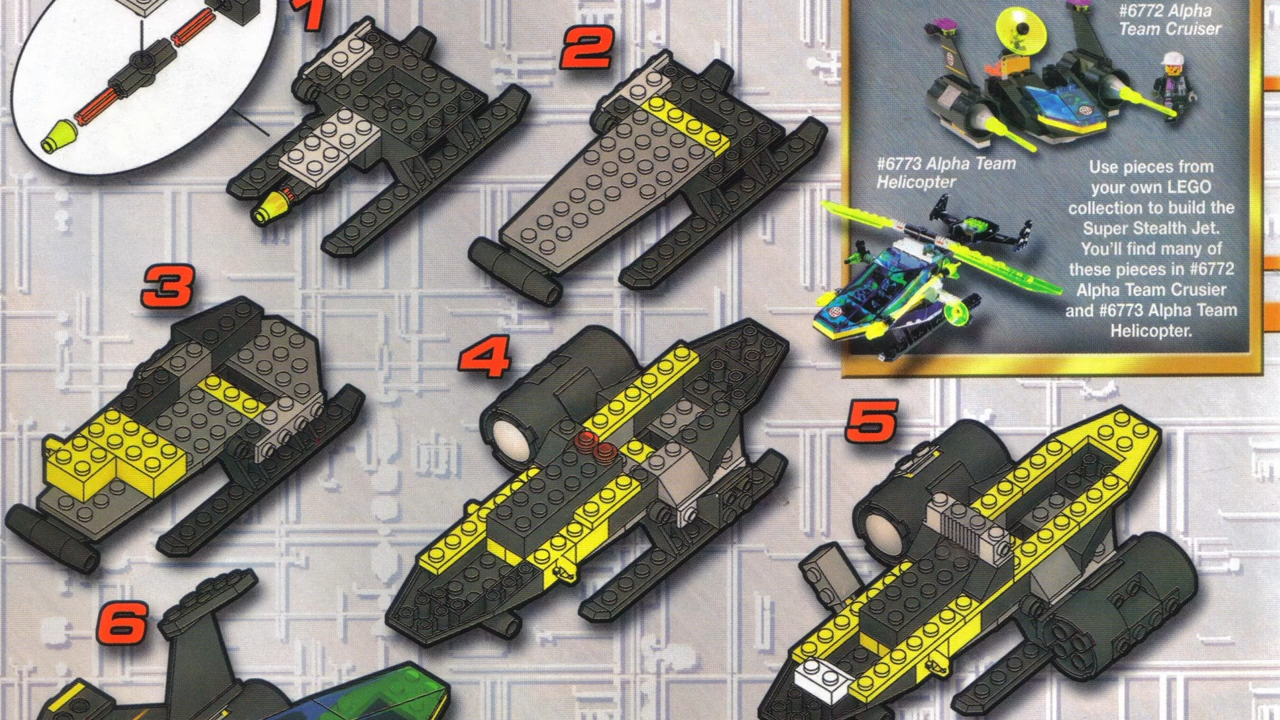 1
2
#6772 Alpha
Team Cruiser
#6773 Alpha Team
Helicopter
Use pieces from
your own LEGO
collection to build the
Super Stealth Jet.
You'll find many of
these pieces in #6772
Alpha Team Crusier
and #6773 Alpha Team
Helicopter.
3
4
5
6